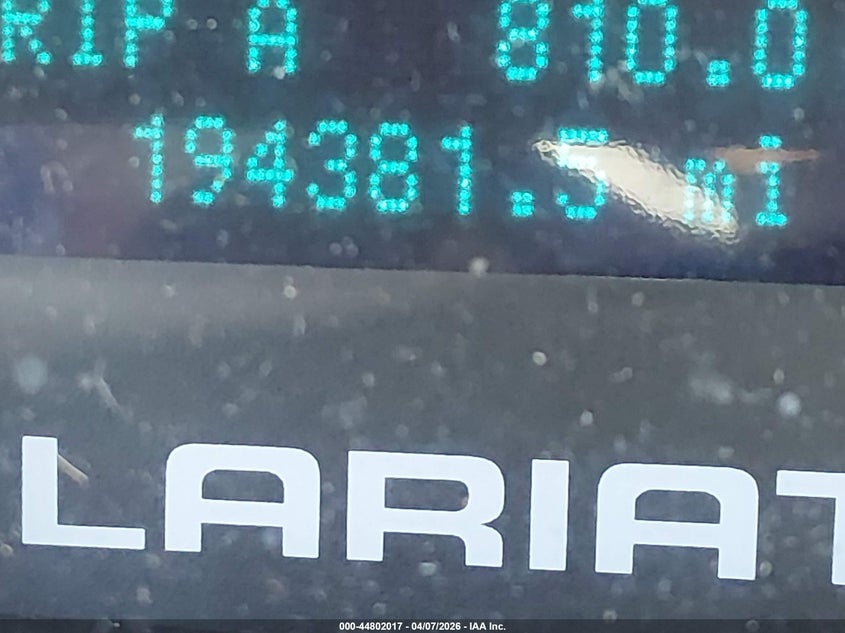 RIP A 810.0
194381.5 mi
LARIAT
000-44802017 - 04/07/2026 - IAA Inc.